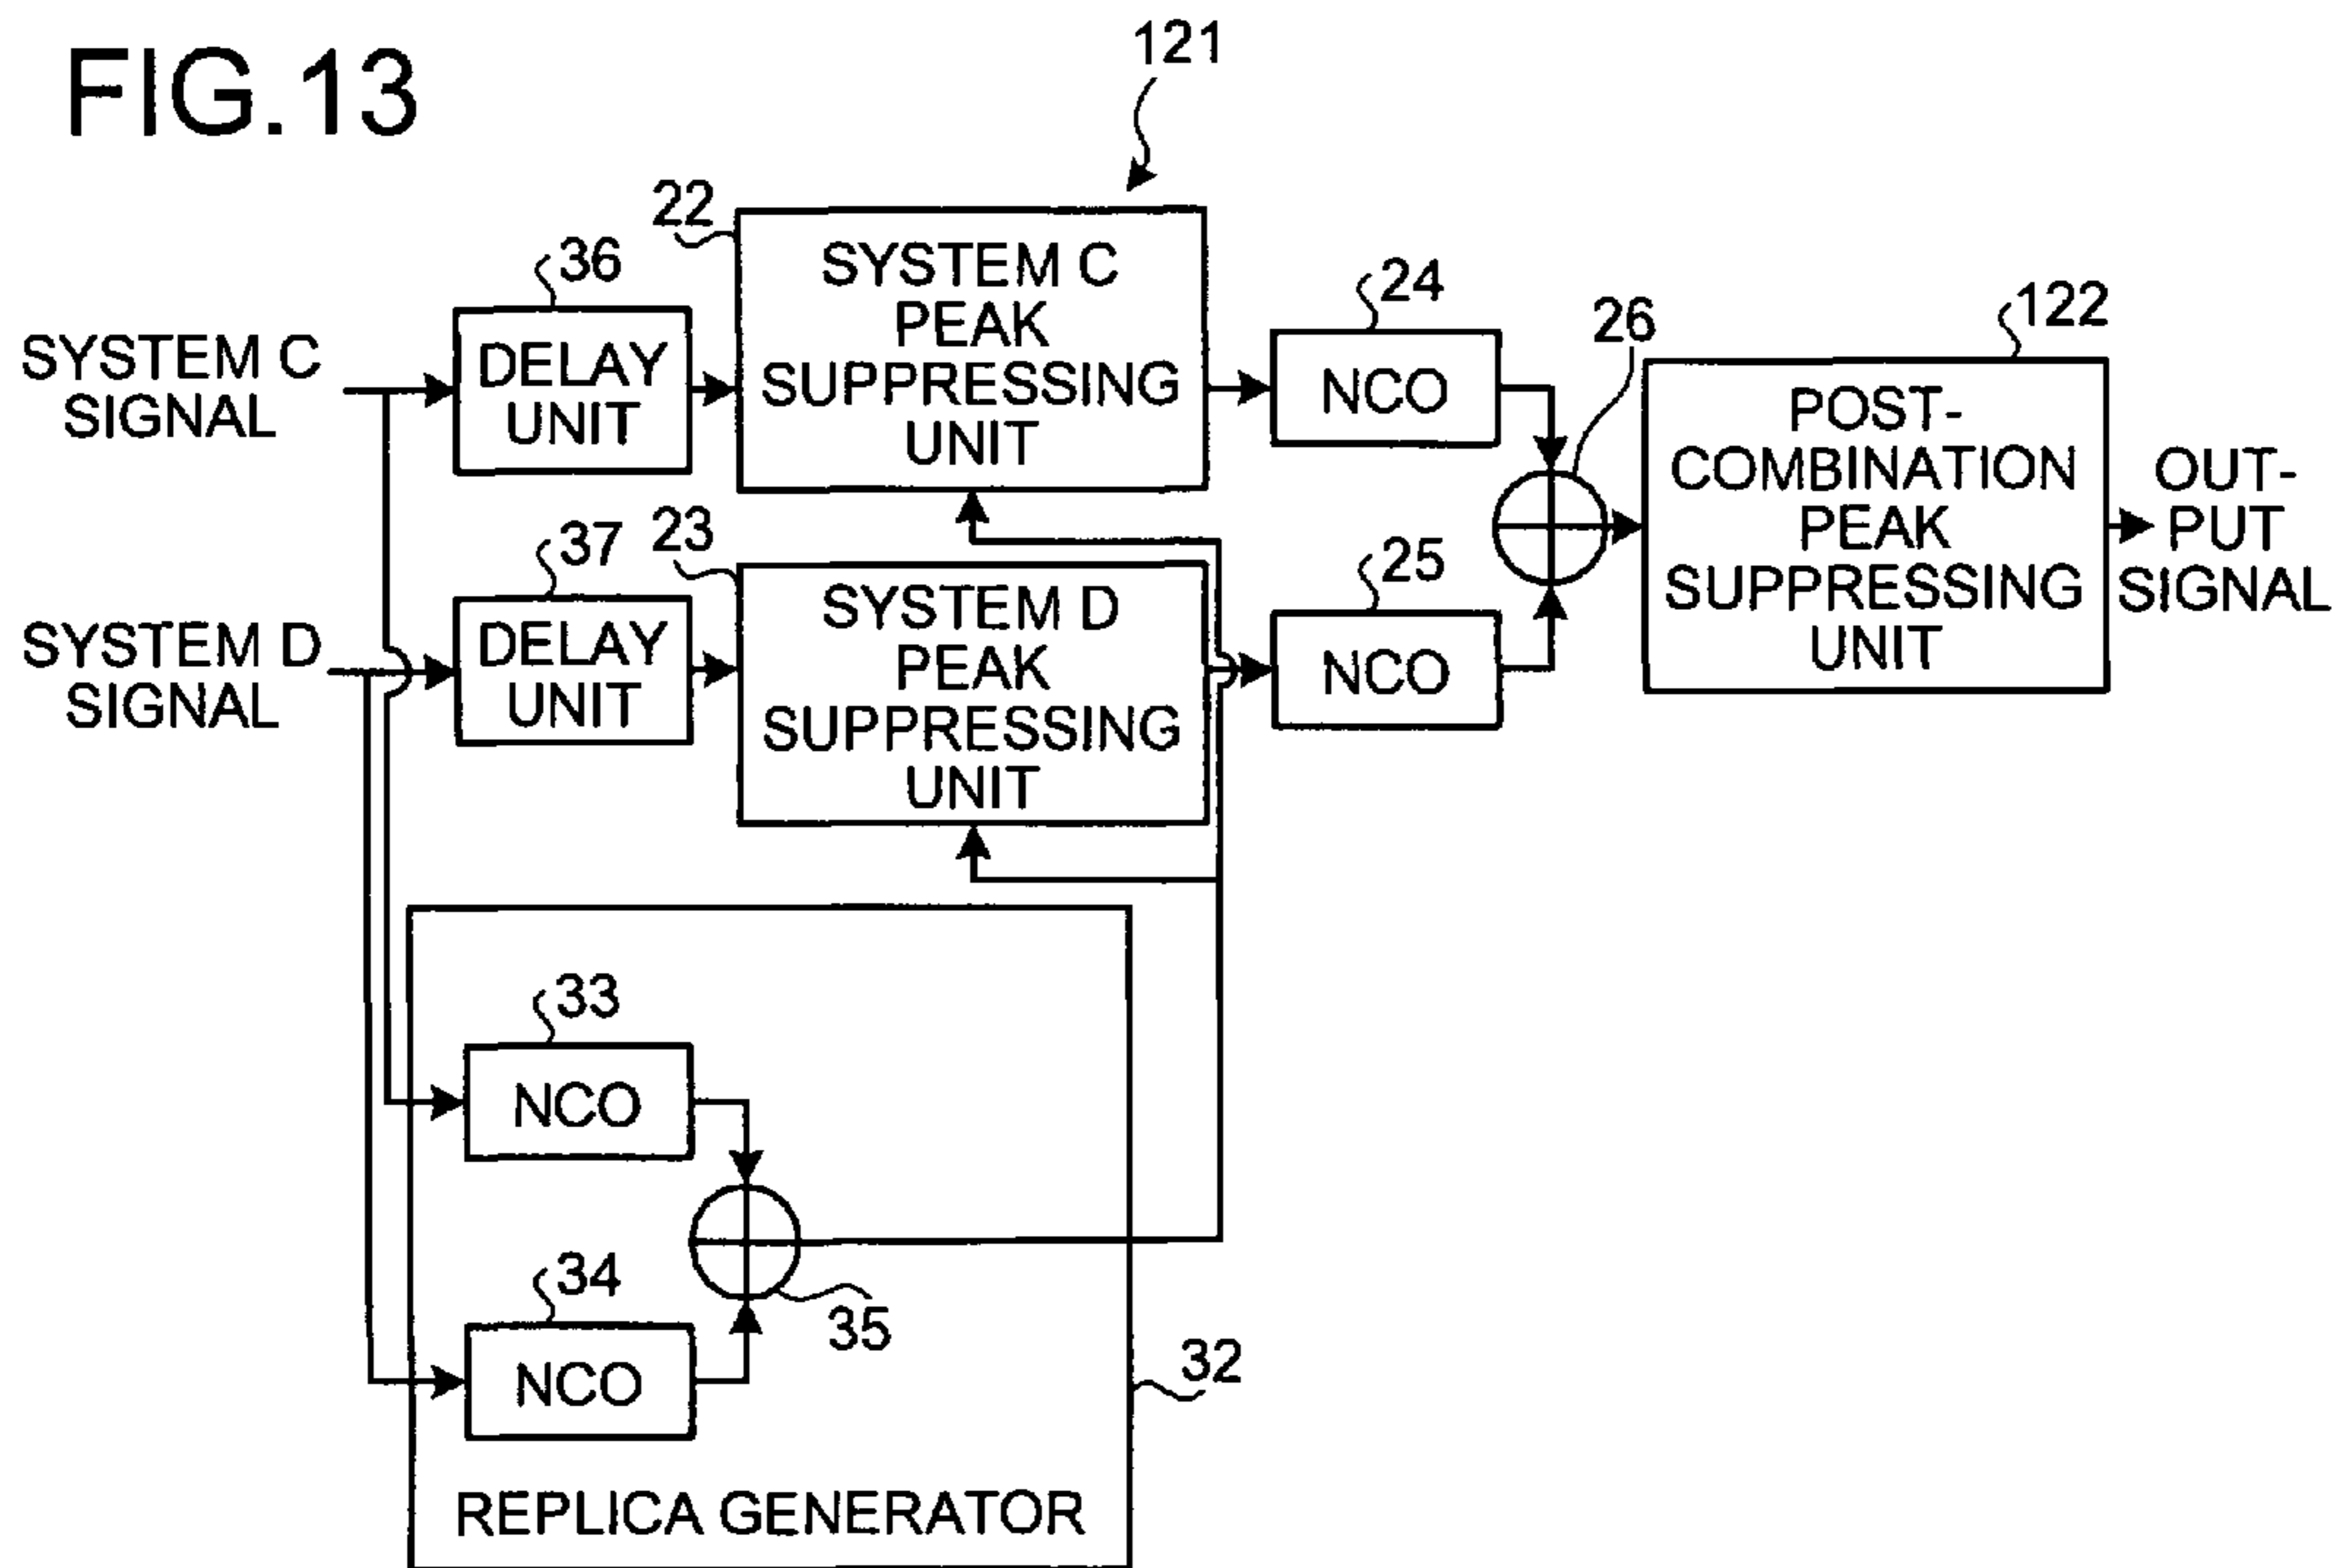 FIG.13
121
22
SYSTEM C
PEAK
SUPPRESSING
UNIT
36
DELAY
UNIT
SYSTEM C
SIGNAL
24
NCO
26
122
POST-
COMBINATION
PEAK
SUPPRESSING
UNIT
OUT-
PUT
SIGNAL
37
DELAY
UNIT
SYSTEM D
SIGNAL
23
SYSTEM D
PEAK
SUPPRESSING
UNIT
25
NCO
33
NCO
34
NCO
35
32
REPLICA GENERATOR